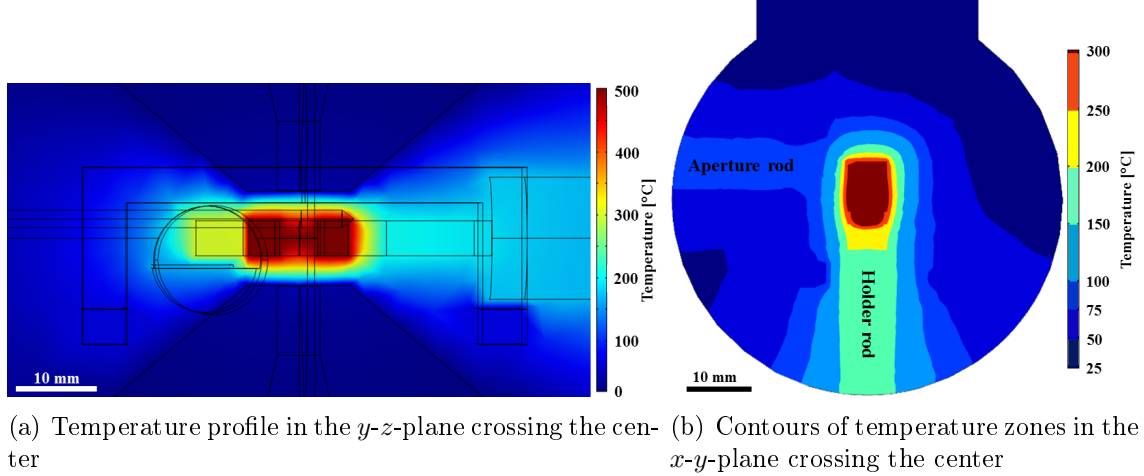 500
400
300
200
100
0
Temperature [°C]
10 mm
Aperture rod
Holder rod
10 mm
300
250
200
150
100
75
50
25
Temperature [°C]
(a) Temperature profile in the y-z-plane crossing the cen-
ter
(b) Contours of temperature zones in the
x-y-plane crossing the center